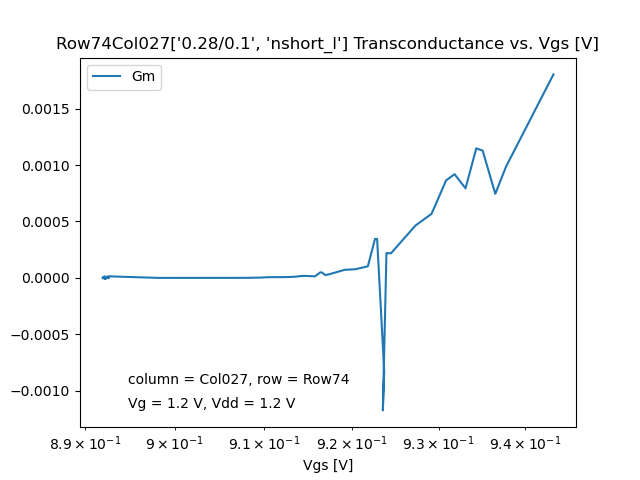 Row74Col027['0.28/0.1', 'nshort_l'] Transconductance vs. Vgs [V]
Gm
0.0015
0.0010
0.0005
0.0000
−0.0005
−0.0010
column = Col027, row = Row74
Vg = 1.2 V, Vdd = 1.2 V
8.9 × 10⁻¹ 9 × 10⁻¹ 9.1 × 10⁻¹ 9.2 × 10⁻¹ 9.3 × 10⁻¹ 9.4 × 10⁻¹
Vgs [V]